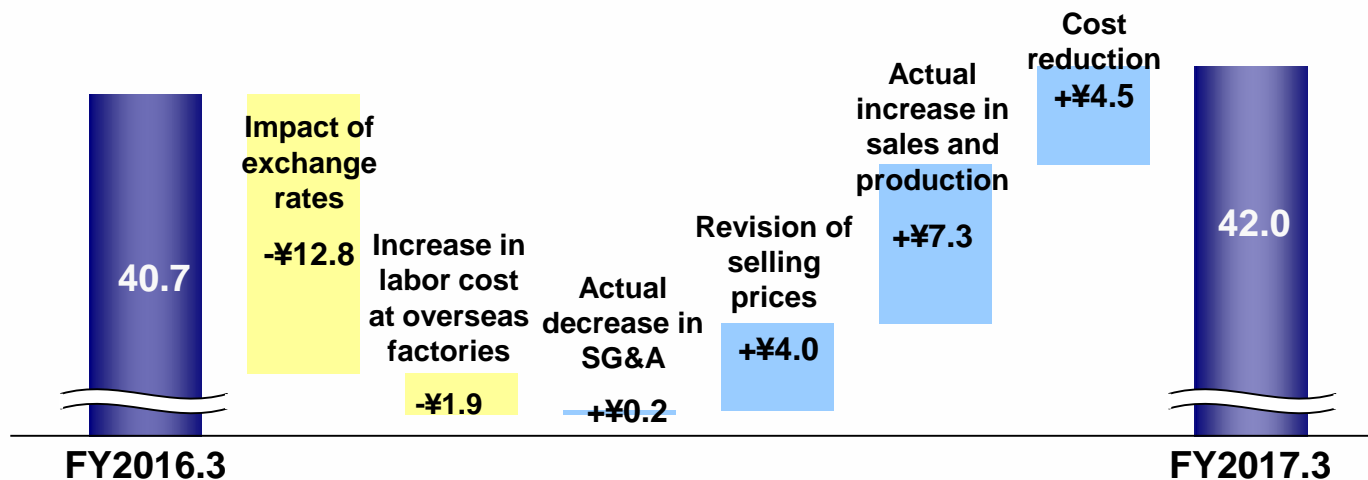 40.7
FY2016.3
Impact of
exchange
rates
-¥12.8
Increase in
labor cost
at overseas
factories
-¥1.9
Actual
decrease in
SG&A
+¥0.2
Revision of
selling
prices
+¥4.0
Actual
increase in
sales and
production
+¥7.3
Cost
reduction
+¥4.5
42.0
FY2017.3